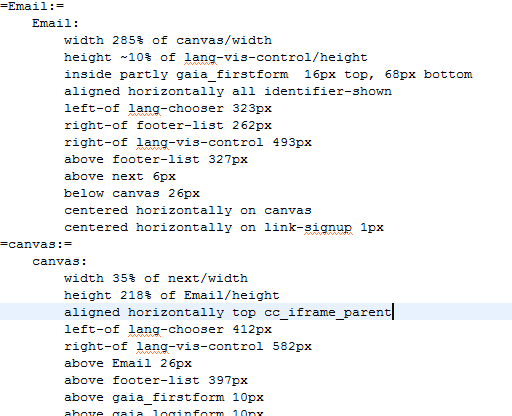 =Email:=
Email:
width 285% of canvas/width
height ~10% of lang-vis-control/height
inside partly gaia_firstform  16px top, 68px bottom
aligned horizontally all identifier-shown
left-of lang-chooser 323px
right-of footer-list 262px
right-of lang-vis-control 493px
above footer-list 327px
above next 6px
below canvas 26px
centered horizontally on canvas
centered horizontally on link-signup 1px
=canvas:=
canvas:
width 35% of next/width
height 218% of Email/height
aligned horizontally top cc_iframe_parent
left-of lang-chooser 412px
right-of lang-vis-control 582px
above Email 26px
above footer-list 397px
above gaia_firstform 10px
above gaia_loginform 10px